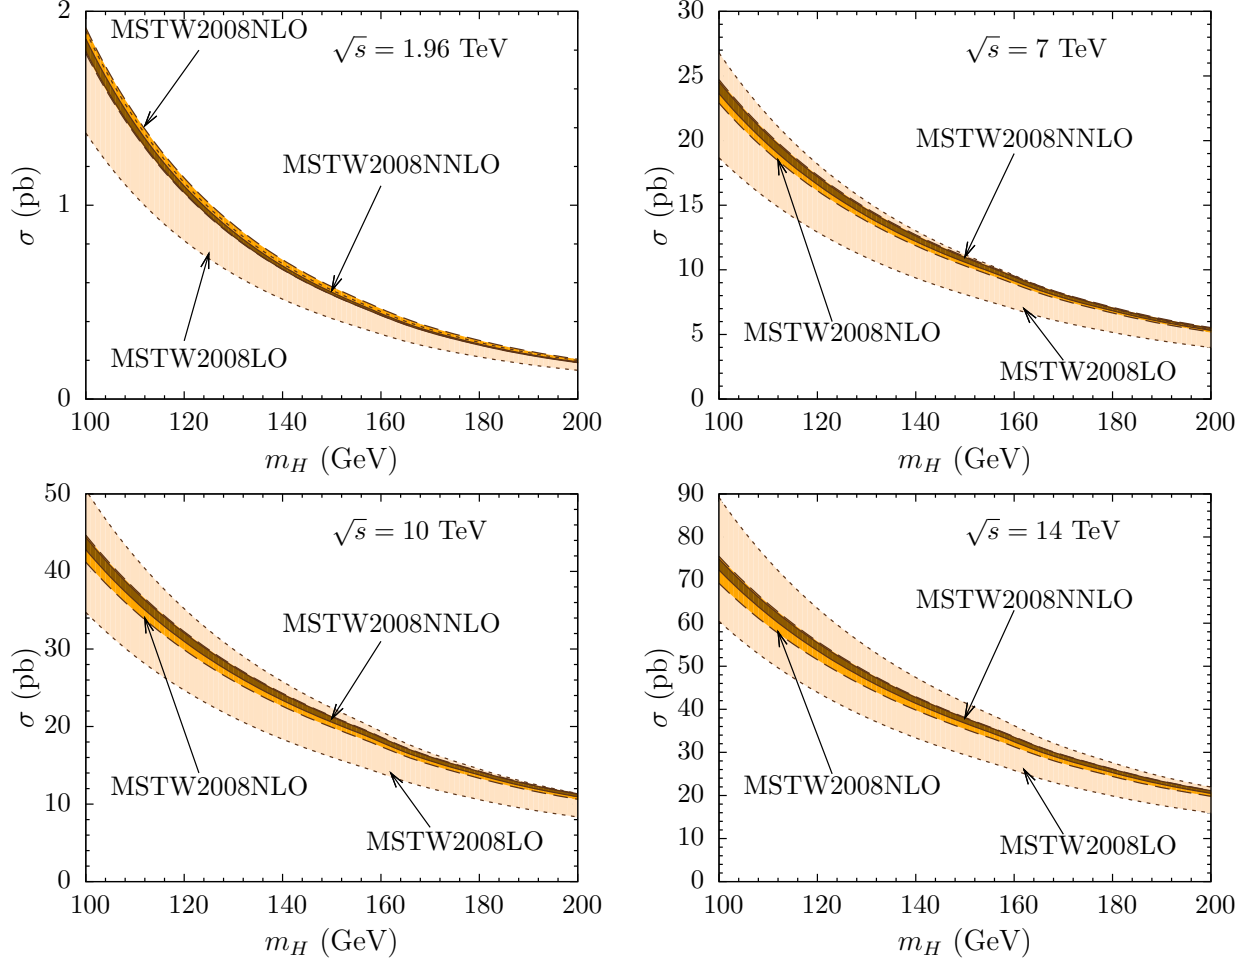 2
1
0
σ (pb)
MSTW2008NLO
√s = 1.96 TeV
MSTW2008NNLO
MSTW2008LO
100 120 140 160 180 200
m_H (GeV)
30
25
20
15
10
5
0
σ (pb)
√s = 7 TeV
MSTW2008NNLO
MSTW2008NLO
MSTW2008LO
100 120 140 160 180 200
m_H (GeV)
50
40
30
20
10
0
σ (pb)
√s = 10 TeV
MSTW2008NNLO
MSTW2008NLO
MSTW2008LO
100 120 140 160 180 200
m_H (GeV)
90
80
70
60
50
40
30
20
10
0
σ (pb)
√s = 14 TeV
MSTW2008NNLO
MSTW2008NLO
MSTW2008LO
100 120 140 160 180 200
m_H (GeV)